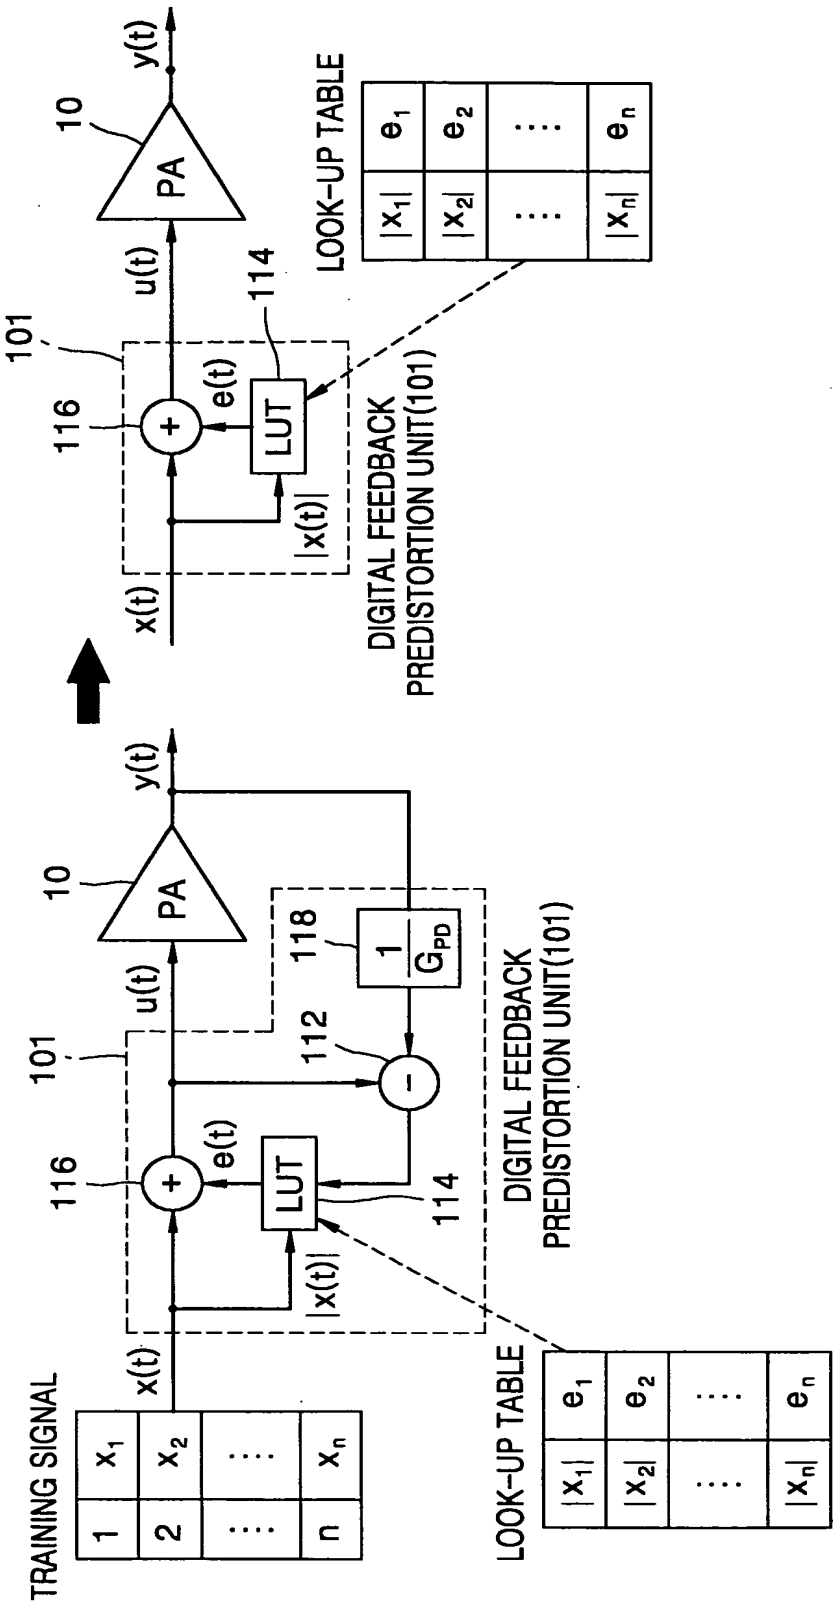 TRAINING SIGNAL
1 x1
2 x2
.... ....
n xn
x(t)
|x(t)|
116
+
e(t)
LUT
114
101
u(t)
112
-
118
1
GPD
10
PA
y(t)
DIGITAL FEEDBACK
PREDISTORTION UNIT(101)
LOOK-UP TABLE
|x1| e1
|x2| e2
.... ....
|xn| en
x(t)
|x(t)|
116
+
e(t)
LUT
114
101
u(t)
10
PA
y(t)
DIGITAL FEEDBACK
PREDISTORTION UNIT(101)
LOOK-UP TABLE
|x1| e1
|x2| e2
.... ....
|xn| en